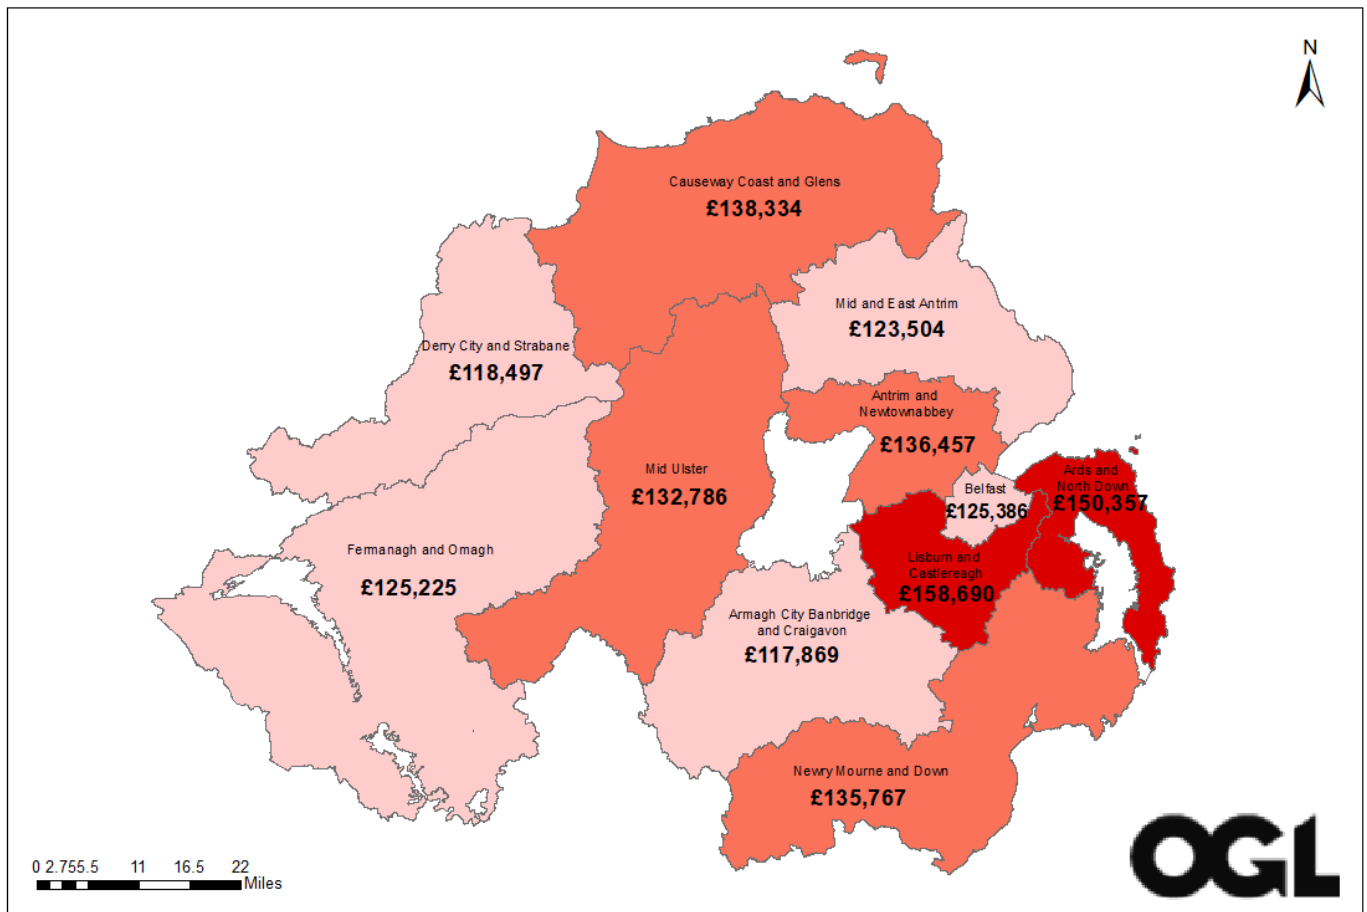 N
Causeway Coast and Glens
£138,334
Mid and East Antrim
£123,504
Derry City and Strabane
£118,497
Antrim and
Newtownabbey
£136,457
Mid Ulster
£132,786
Belfast
£125,386
Ards and
North Down
£150,357
Fermanagh and Omagh
£125,225
Lisburn and
Castlereagh
£158,690
Armagh City Banbridge
and Craigavon
£117,869
Newry Mourne and Down
£135,767
0 2.755.5 11 16.5 22
Miles
OGL